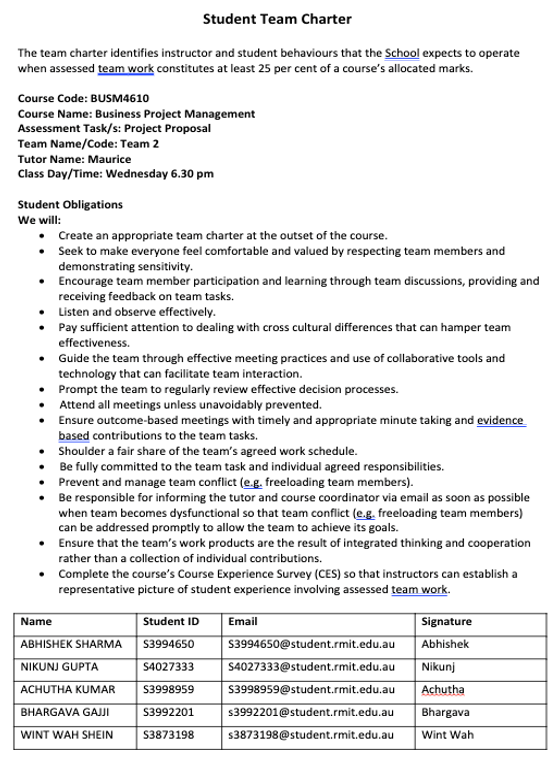 Student Team Charter
The team charter identifies instructor and student behaviours that the School expects to operate
when assessed team work constitutes at least 25 per cent of a course's allocated marks.
Course Code: BUSM4610
Course Name: Business Project Management
Assessment Task/s: Project Proposal
Team Name/Code: Team 2
Tutor Name: Maurice
Class Day/Time: Wednesday 6.30 pm
Student Obligations
We will:
• Create an appropriate team charter at the outset of the course.
• Seek to make everyone feel comfortable and valued by respecting team members and
demonstrating sensitivity.
• Encourage team member participation and learning through team discussions, providing and
receiving feedback on team tasks.
• Listen and observe effectively.
• Pay sufficient attention to dealing with cross cultural differences that can hamper team
effectiveness.
• Guide the team through effective meeting practices and use of collaborative tools and
technology that can facilitate team interaction.
• Prompt the team to regularly review effective decision processes.
• Attend all meetings unless unavoidably prevented.
• Ensure outcome-based meetings with timely and appropriate minute taking and evidence
based contributions to the team tasks.
• Shoulder a fair share of the team's agreed work schedule.
• Be fully committed to the team task and individual agreed responsibilities.
• Prevent and manage team conflict (e.g. freeloading team members).
• Be responsible for informing the tutor and course coordinator via email as soon as possible
when team becomes dysfunctional so that team conflict (e.g. freeloading team members)
can be addressed promptly to allow the team to achieve its goals.
• Ensure that the team's work products are the result of integrated thinking and cooperation
rather than a collection of individual contributions.
• Complete the course's Course Experience Survey (CES) so that instructors can establish a
representative picture of student experience involving assessed team work.
Name Student ID Email Signature
ABHISHEK SHARMA S3994650 S3994650@student.rmit.edu.au Abhishek
NIKUNJ GUPTA S4027333 S4027333@student.rmit.edu.au Nikunj
ACHUTHA KUMAR S3998959 S3998959@student.rmit.edu.au Achutha
BHARGAVA GAJJI S3992201 s3992201@student.rmit.edu.au Bhargava
WINT WAH SHEIN S3873198 s3873198@student.rmit.edu.au Wint Wah